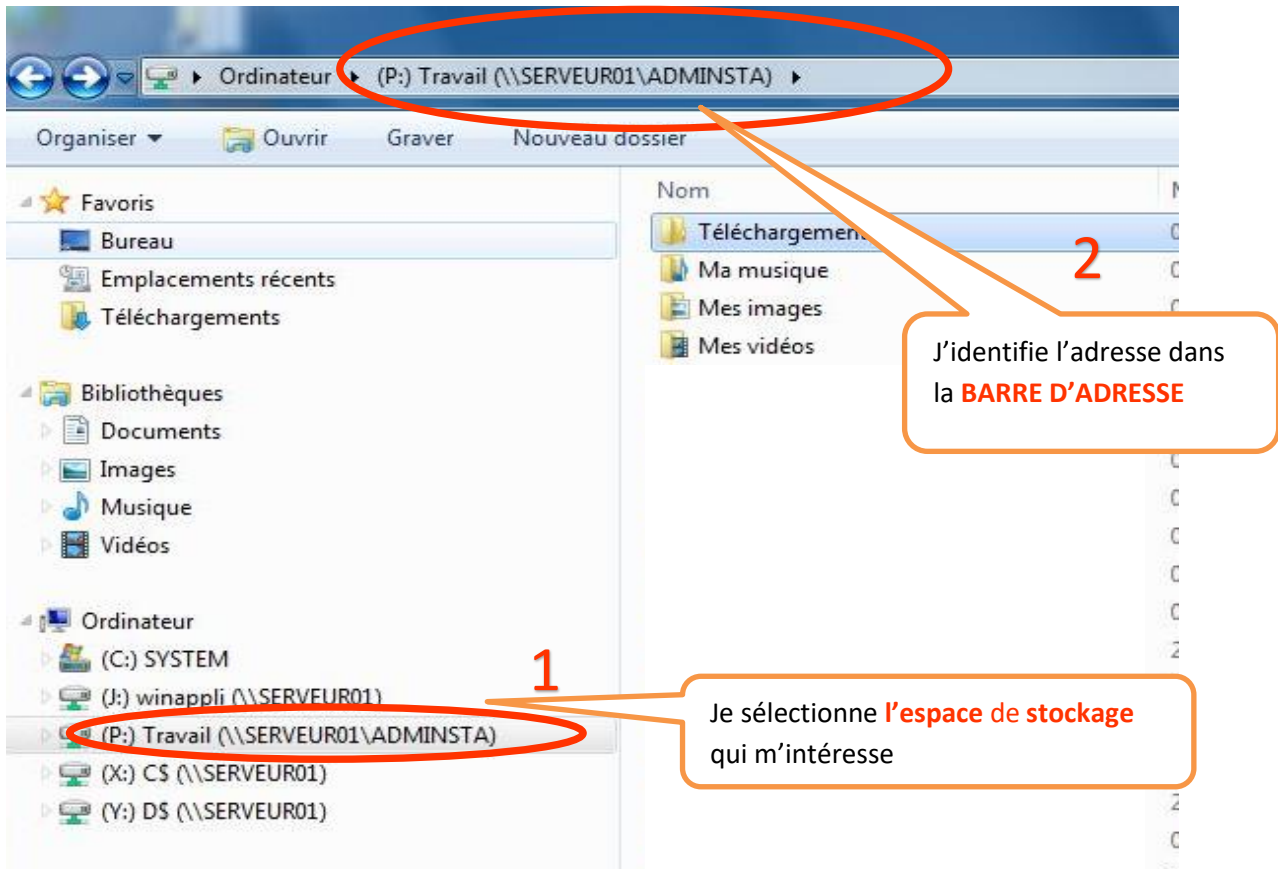 Ordinateur (P:) Travail (\\SERVEUR01\ADMINSTA)
Organiser Ouvrir Graver Nouveau dossier
Favoris
Bureau
Emplacements récents
Téléchargements
Bibliothèques
Documents
Images
Musique
Vidéos
Ordinateur
(C:) SYSTEM
(J:) winappli (\\SERVEUR01)
(P:) Travail (\\SERVEUR01\ADMINSTA)
(X:) C$ (\\SERVEUR01)
(Y:) D$ (\\SERVEUR01)
Nom
Téléchargement
Ma musique
Mes images
Mes vidéos
2
J’identifie l’adresse dans
la BARRE D’ADRESSE
1
Je sélectionne l’espace de stockage
qui m’intéresse